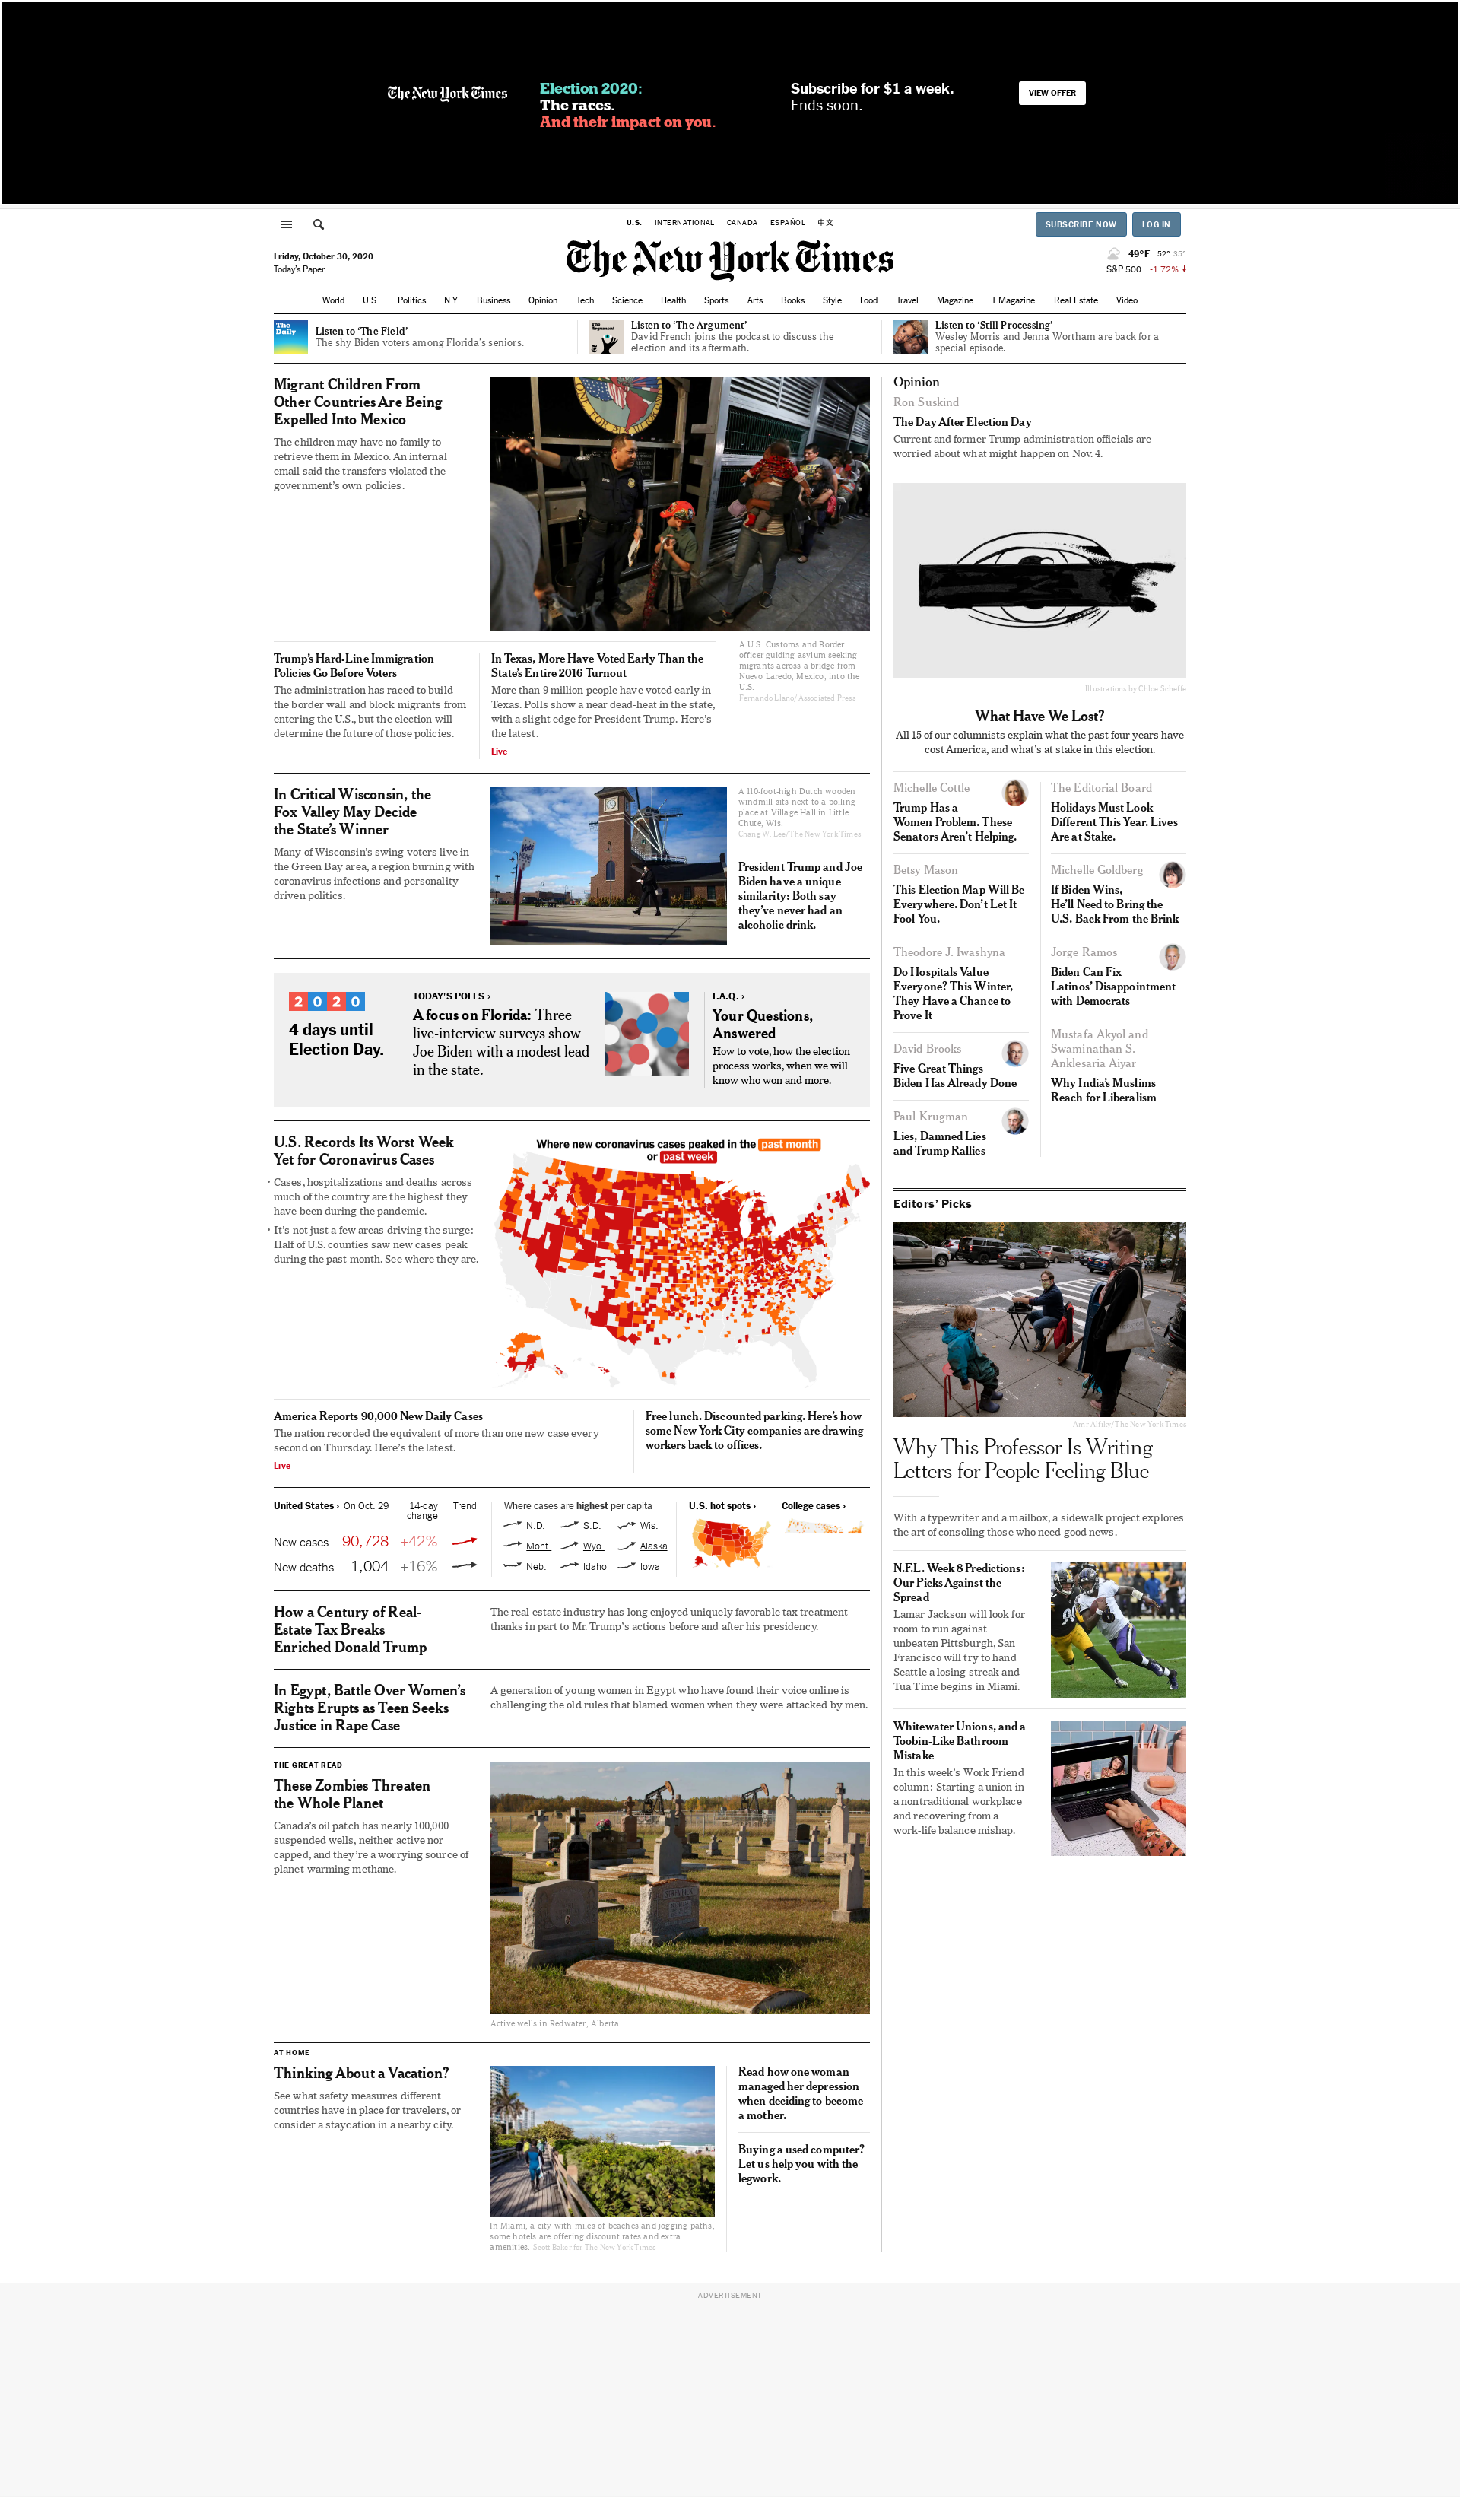 The New York Times
Election 2020:
The races.
And their impact on you.
Subscribe for $1 a week.
Ends soon.
VIEW OFFER
U.S. INTERNATIONAL CANADA ESPAÑOL 中文
SUBSCRIBE NOW LOG IN
Friday, October 30, 2020
Today's Paper
The New York Times
49°F 52° 35°
S&P 500 -1.72%
World U.S. Politics N.Y. Business Opinion Tech Science Health Sports Arts Books Style Food Travel Magazine T Magazine Real Estate Video
The
Daily
Listen to ‘The Field’
The shy Biden voters among Florida's seniors.
The
Argument
Listen to ‘The Argument’
David French joins the podcast to discuss the
election and its aftermath.
Listen to ‘Still Processing’
Wesley Morris and Jenna Wortham are back for a
special episode.
Migrant Children From
Other Countries Are Being
Expelled Into Mexico
The children may have no family to
retrieve them in Mexico. An internal
email said the transfers violated the
government's own policies.
A U.S. Customs and Border
officer guiding asylum-seeking
migrants across a bridge from
Nuevo Laredo, Mexico, into the
U.S.
Fernando Llano/Associated Press
Trump's Hard-Line Immigration
Policies Go Before Voters
The administration has raced to build
the border wall and block migrants from
entering the U.S., but the election will
determine the future of those policies.
In Texas, More Have Voted Early Than the
State's Entire 2016 Turnout
More than 9 million people have voted early in
Texas. Polls show a near dead-heat in the state,
with a slight edge for President Trump. Here's
the latest.
Live
In Critical Wisconsin, the
Fox Valley May Decide
the State's Winner
Many of Wisconsin's swing voters live in
the Green Bay area, a region burning with
coronavirus infections and personality-
driven politics.
A 110-foot-high Dutch wooden
windmill sits next to a polling
place at Village Hall in Little
Chute, Wis.
Chang W. Lee/The New York Times
President Trump and Joe
Biden have a unique
similarity: Both say
they've never had an
alcoholic drink.
2020
4 days until
Election Day.
TODAY'S POLLS ›
A focus on Florida: Three
live-interview surveys show
Joe Biden with a modest lead
in the state.
F.A.Q. ›
Your Questions,
Answered
How to vote, how the election
process works, when we will
know who won and more.
U.S. Records Its Worst Week
Yet for Coronavirus Cases
• Cases, hospitalizations and deaths across
much of the country are the highest they
have been during the pandemic.
• It's not just a few areas driving the surge:
Half of U.S. counties saw new cases peak
during the past month. See where they are.
Where new coronavirus cases peaked in the past month
or past week
America Reports 90,000 New Daily Cases
The nation recorded the equivalent of more than one new case every
second on Thursday. Here's the latest.
Live
Free lunch. Discounted parking. Here's how
some New York City companies are drawing
workers back to offices.
United States › On Oct. 29 14-day
change Trend
New cases 90,728 +42%
New deaths 1,004 +16%
Where cases are highest per capita
N.D. S.D. Wis.
Mont. Wyo. Alaska
Neb. Idaho Iowa
U.S. hot spots › College cases ›
How a Century of Real-
Estate Tax Breaks
Enriched Donald Trump
The real estate industry has long enjoyed uniquely favorable tax treatment —
thanks in part to Mr. Trump's actions before and after his presidency.
In Egypt, Battle Over Women's
Rights Erupts as Teen Seeks
Justice in Rape Case
A generation of young women in Egypt who have found their voice online is
challenging the old rules that blamed women when they were attacked by men.
THE GREAT READ
These Zombies Threaten
the Whole Planet
Canada's oil patch has nearly 100,000
suspended wells, neither active nor
capped, and they're a worrying source of
planet-warming methane.
Active wells in Redwater, Alberta.
AT HOME
Thinking About a Vacation?
See what safety measures different
countries have in place for travelers, or
consider a staycation in a nearby city.
In Miami, a city with miles of beaches and jogging paths,
some hotels are offering discount rates and extra
amenities. Scott Baker for The New York Times
Read how one woman
managed her depression
when deciding to become
a mother.
Buying a used computer?
Let us help you with the
legwork.
Opinion
Ron Suskind
The Day After Election Day
Current and former Trump administration officials are
worried about what might happen on Nov. 4.
Illustrations by Chloe Scheffe
What Have We Lost?
All 15 of our columnists explain what the past four years have
cost America, and what's at stake in this election.
Michelle Cottle
Trump Has a
Women Problem. These
Senators Aren't Helping.
Betsy Mason
This Election Map Will Be
Everywhere. Don't Let It
Fool You.
Theodore J. Iwashyna
Do Hospitals Value
Everyone? This Winter,
They Have a Chance to
Prove It
David Brooks
Five Great Things
Biden Has Already Done
Paul Krugman
Lies, Damned Lies
and Trump Rallies
The Editorial Board
Holidays Must Look
Different This Year. Lives
Are at Stake.
Michelle Goldberg
If Biden Wins,
He'll Need to Bring the
U.S. Back From the Brink
Jorge Ramos
Biden Can Fix
Latinos' Disappointment
with Democrats
Mustafa Akyol and
Swaminathan S.
Anklesaria Aiyar
Why India's Muslims
Reach for Liberalism
Editors' Picks
Amr Alfiky/The New York Times
Why This Professor Is Writing
Letters for People Feeling Blue
With a typewriter and a mailbox, a sidewalk project explores
the art of consoling those who need good news.
N.F.L. Week 8 Predictions:
Our Picks Against the
Spread
Lamar Jackson will look for
room to run against
unbeaten Pittsburgh, San
Francisco will try to hand
Seattle a losing streak and
Tua Time begins in Miami.
Whitewater Unions, and a
Toobin-Like Bathroom
Mistake
In this week's Work Friend
column: Starting a union in
a nontraditional workplace
and recovering from a
work-life balance mishap.
ADVERTISEMENT